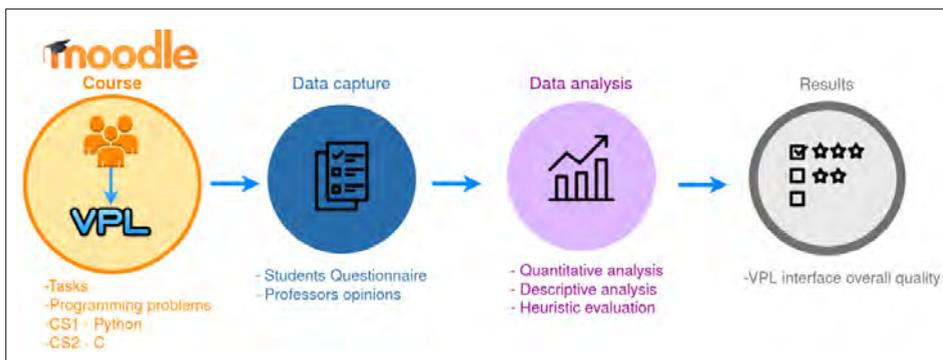 moodle
Course
VPL
-Tasks
-Programming problems
-CS1 - Python
-CS2 - C
Data capture
- Students Questionnaire
- Professors opinions
Data analysis
- Quantitative analysis
- Descriptive analysis
- Heuristic evaluation
Results
-VPL interface overall quality